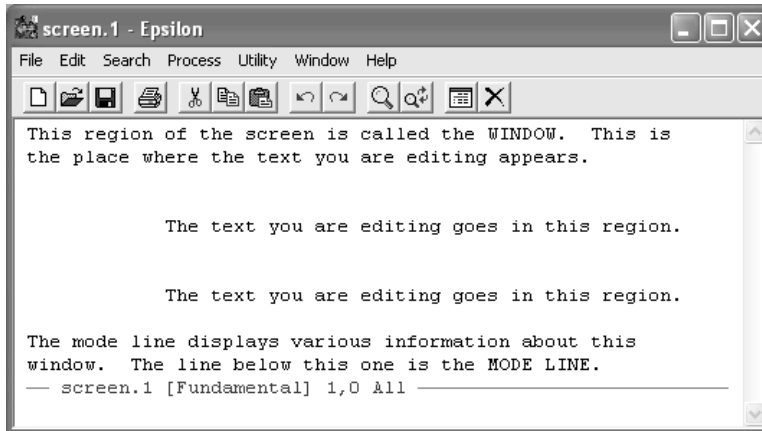 screen.1 - Epsilon
File Edit Search Process Utility Window Help
This region of the screen is called the WINDOW.  This is
the place where the text you are editing appears.
The text you are editing goes in this region.
The text you are editing goes in this region.
The mode line displays various information about this
window.  The line below this one is the MODE LINE.
── screen.1 [Fundamental] 1,0 All ──